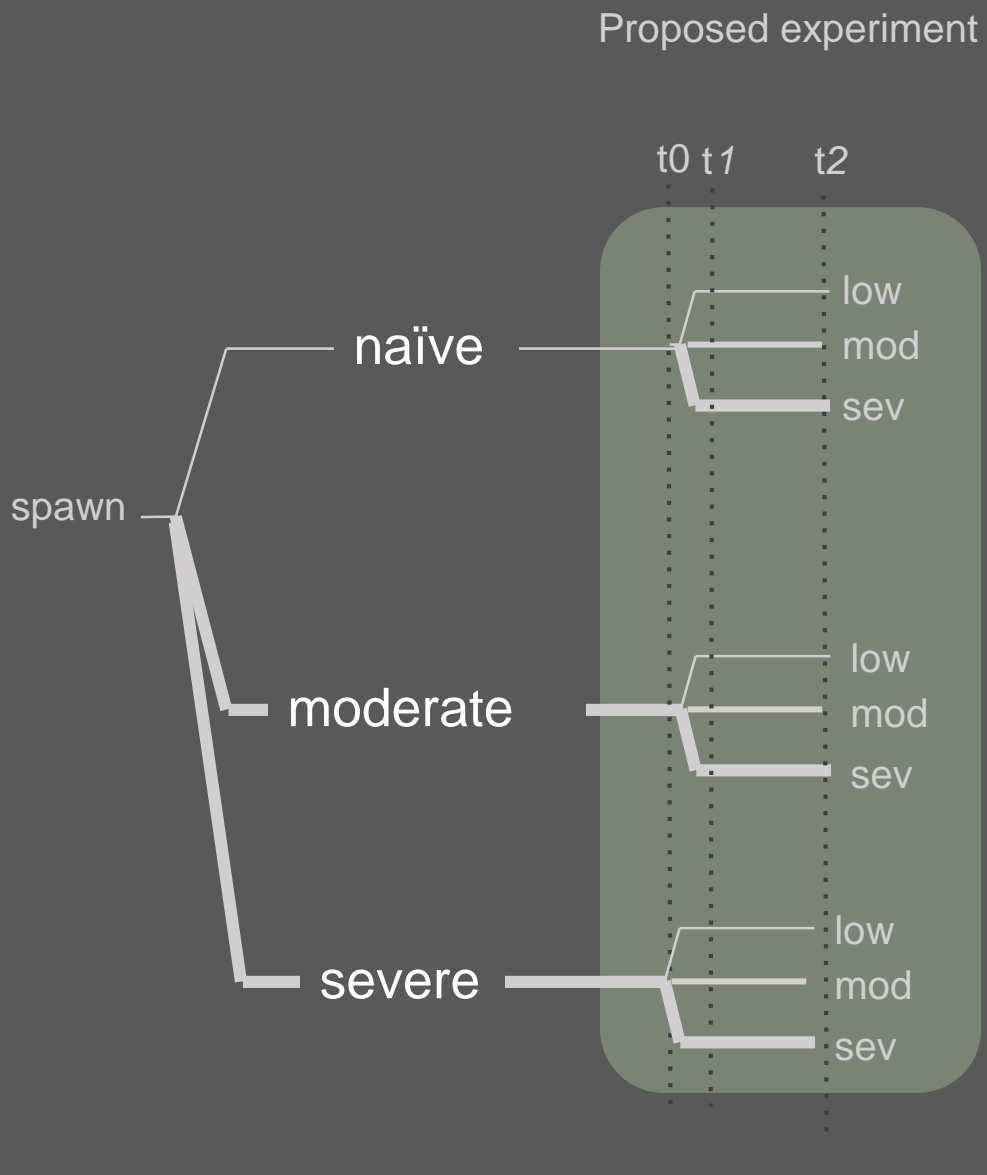 Proposed experiment
t0 t1 t2
low
naïve
mod
sev
spawn
low
moderate
mod
sev
low
severe
mod
sev